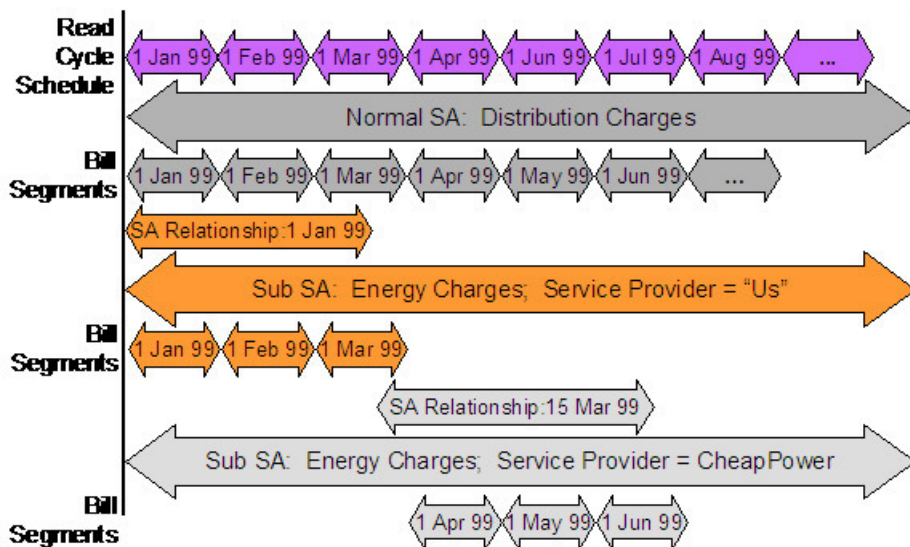 Read
Cycle
Schedule
1 Jan 99 1 Feb 99 1 Mar 99 1 Apr 99 1 Jun 99 1 Jul 99 1 Aug 99 ...
Normal SA: Distribution Charges
Bill
Segments
1 Jan 99 1 Feb 99 1 Mar 99 1 Apr 99 1 May 99 1 Jun 99 ...
SA Relationship:1 Jan 99
Sub SA: Energy Charges; Service Provider = “Us”
Bill
Segments
1 Jan 99 1 Feb 99 1 Mar 99
SA Relationship:15 Mar 99
Sub SA: Energy Charges; Service Provider = CheapPower
Bill
Segments
1 Apr 99 1 May 99 1 Jun 99